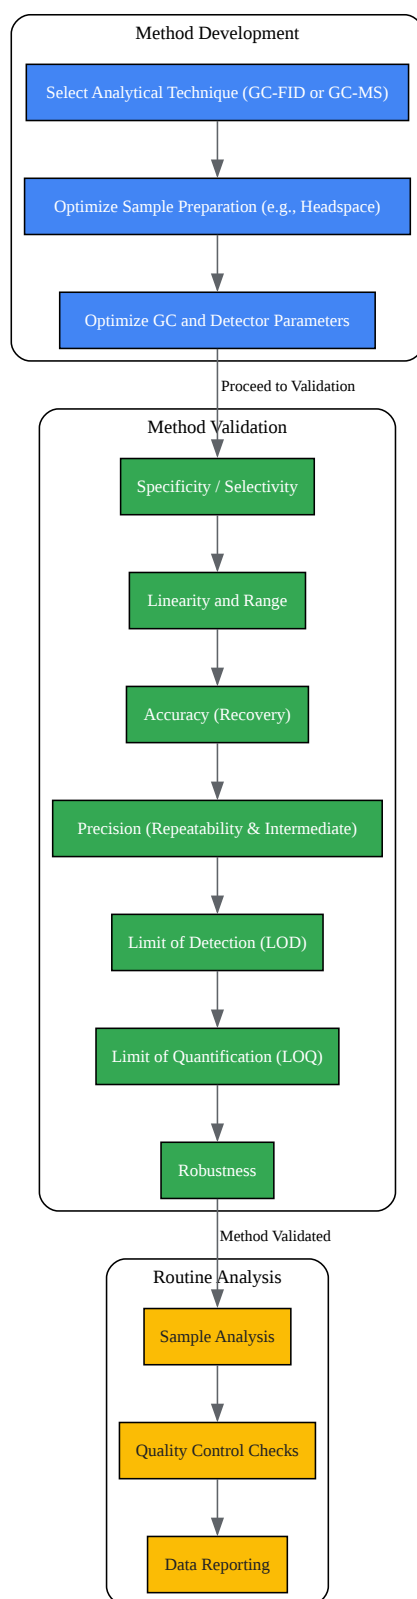 Method Development
Select Analytical Technique (GC-FID or GC-MS)
Optimize Sample Preparation (e.g., Headspace)
Optimize GC and Detector Parameters
Proceed to Validation
Method Validation
Specificity / Selectivity
Linearity and Range
Accuracy (Recovery)
Precision (Repeatability & Intermediate)
Limit of Detection (LOD)
Limit of Quantification (LOQ)
Robustness
Method Validated
Routine Analysis
Sample Analysis
Quality Control Checks
Data Reporting